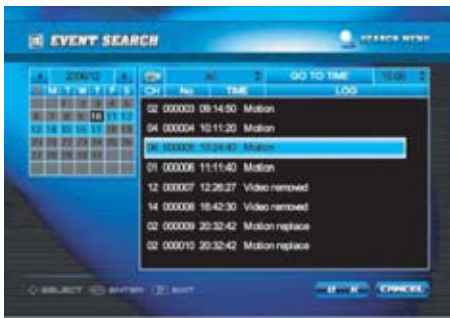 EVENT SEARCH
SEARCH MENU
2006/12
All
GO TO TIME
M T W T F S
CH No. TIME LOG
02 000003 09:14:50 Motion
04 000004 10:11:20 Motion
10:24:40 Motion
01 000006 11:11:40 Motion
12 000007 12:26:27 Video removed
14 000008 16:42:30 Video removed
02 000009 20:32:42 Motion replace
02 000010 20:32:42 Motion replace
SELECT ENTER EXIT
CANCEL